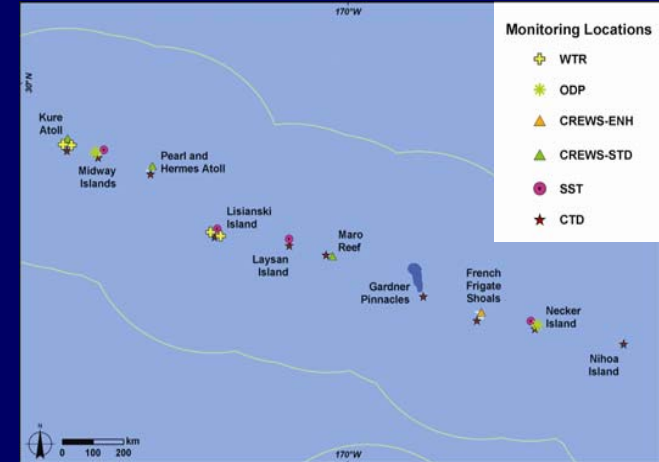 170°W
30°N
Monitoring Locations
WTR
ODP
CREWS-ENH
CREWS-STD
SST
CTD
Kure
Atoll
Midway
Islands
Pearl and
Hermes Atoll
Lisianski
Island
Laysan
Island
Maro
Reef
Gardner
Pinnacles
French
Frigate
Shoals
Necker
Island
Nihoa
Island
N
km
0 100 200
170°W